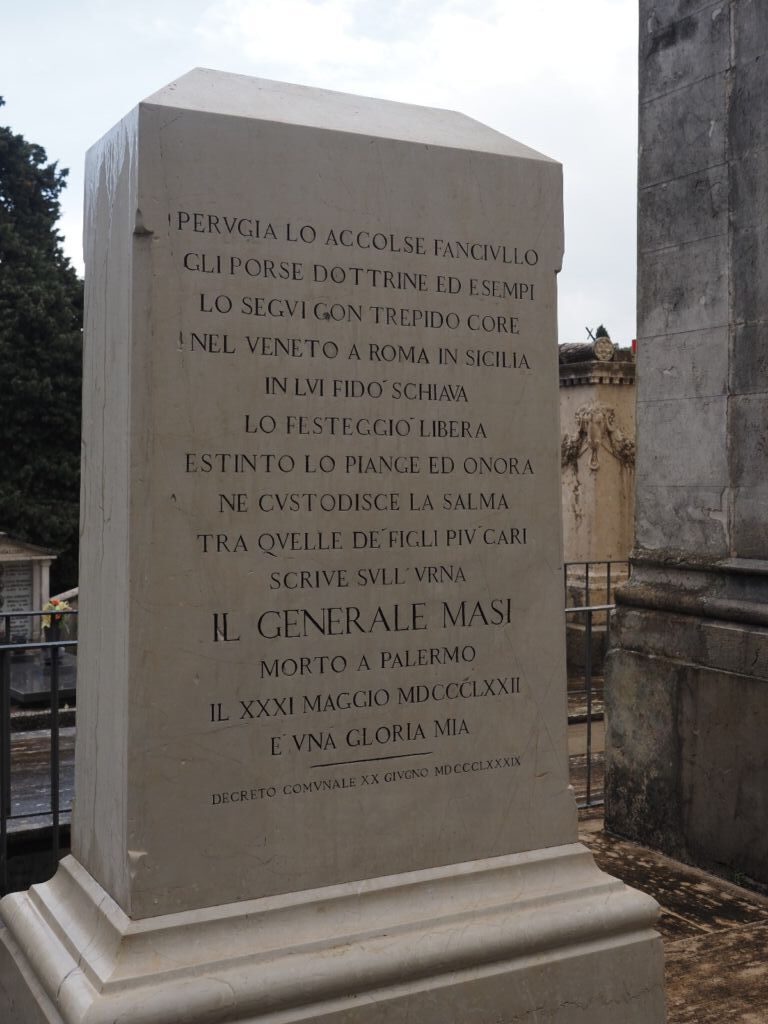 PERVGIA LO ACCOLSE FANCIVLLO
GLI PORSE DOTTRINE ED ESEMPI
LO SEGVI CON TREPIDO CORE
NEL VENETO A ROMA IN SICILIA
IN LVI FIDO´ SCHIAVA
LO FESTEGGIO´ LIBERA
ESTINTO LO PIANGE ED ONORA
NE CVSTODISCE LA SALMA
TRA QVELLE DE´ FIGLI PIV´ CARI
SCRIVE SVLL´ VRNA
IL GENERALE MASI
MORTO A PALERMO
IL XXXI MAGGIO MDCCCLXXII
E´ VNA GLORIA MIA
DECRETO COMVNALE XX GIVGNO MDCCCLXXXIX